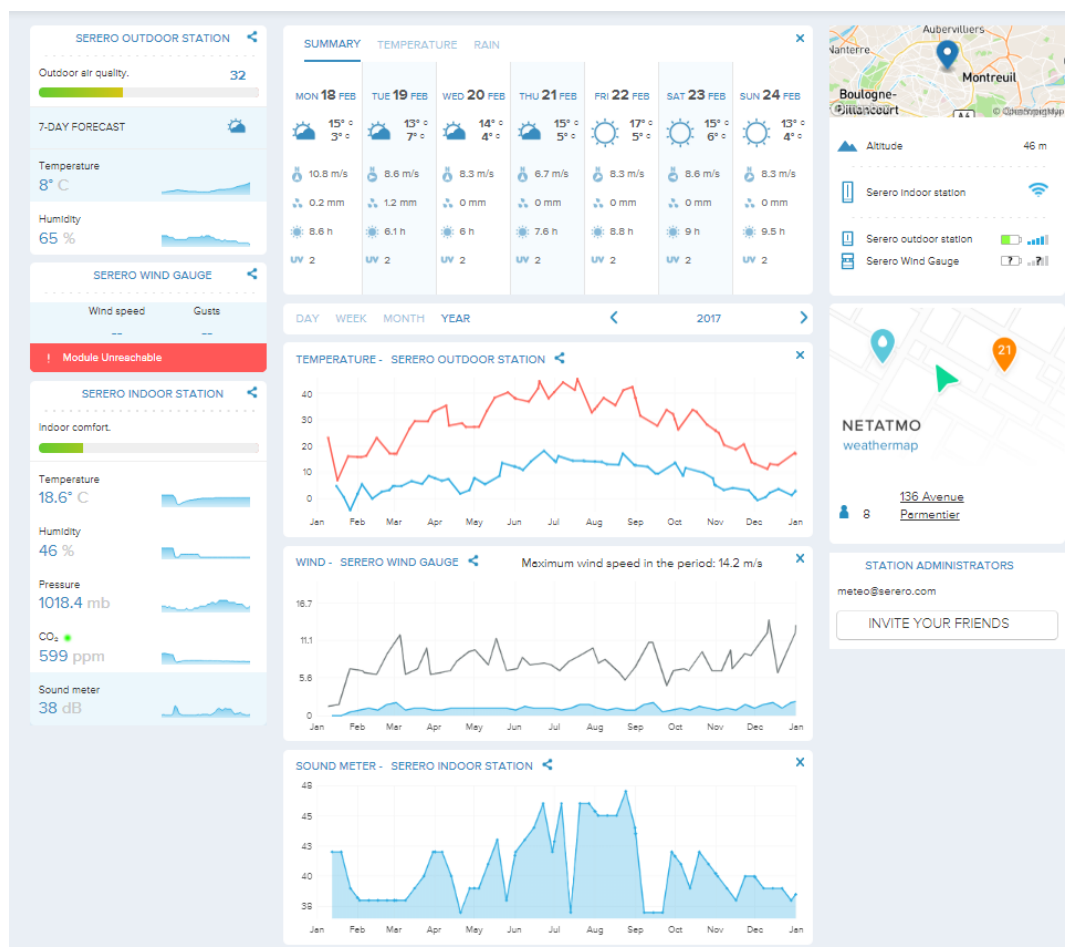 SERERO OUTDOOR STATION
Outdoor air quality.
32
7-DAY FORECAST
Temperature
8° C
Humidity
65 %
SERERO WIND GAUGE
Wind speed Gusts
-- --
! Module Unreachable
SERERO INDOOR STATION
Indoor comfort.
Temperature
18.6° C
Humidity
46 %
Pressure
1018.4 mb
CO₂
599 ppm
Sound meter
38 dB
SUMMARY TEMPERATURE RAIN
MON 18 FEB TUE 19 FEB WED 20 FEB THU 21 FEB FRI 22 FEB SAT 23 FEB SUN 24 FEB
15° c 13° c 14° c 15° c 17° c 15° c 13° c
3° c 7° c 4° c 5° c 5° c 6° c 4° c
10.8 m/s 8.6 m/s 8.3 m/s 6.7 m/s 8.3 m/s 8.6 m/s 8.3 m/s
0.2 mm 1.2 mm 0 mm 0 mm 0 mm 0 mm 0 mm
8.6 h 6.1 h 6 h 7.6 h 8.8 h 9 h 9.5 h
UV 2 UV 2 UV 2 UV 2 UV 2 UV 2 UV 2
DAY WEEK MONTH YEAR 2017
TEMPERATURE - SERERO OUTDOOR STATION
40
30
20
10
0
Jan Feb Mar Apr May Jun Jul Aug Sep Oct Nov Dec Jan
WIND - SERERO WIND GAUGE Maximum wind speed in the period: 14.2 m/s
16.7
11.1
5.6
0
Jan Feb Mar Apr May Jun Jul Aug Sep Oct Nov Dec Jan
SOUND METER - SERERO INDOOR STATION
48
45
43
40
38
Jan Feb Mar Apr May Jun Jul Aug Sep Oct Nov Dec Jan
Aubervilliers
Nanterre
Montreuil
Boulogne-
Billancourt
A4
Altitude 46 m
Serero indoor station
Serero outdoor station
Serero Wind Gauge ? ?
21
NETATMO
weathermap
8
136 Avenue
Parmentier
STATION ADMINISTRATORS
meteo@serero.com
INVITE YOUR FRIENDS